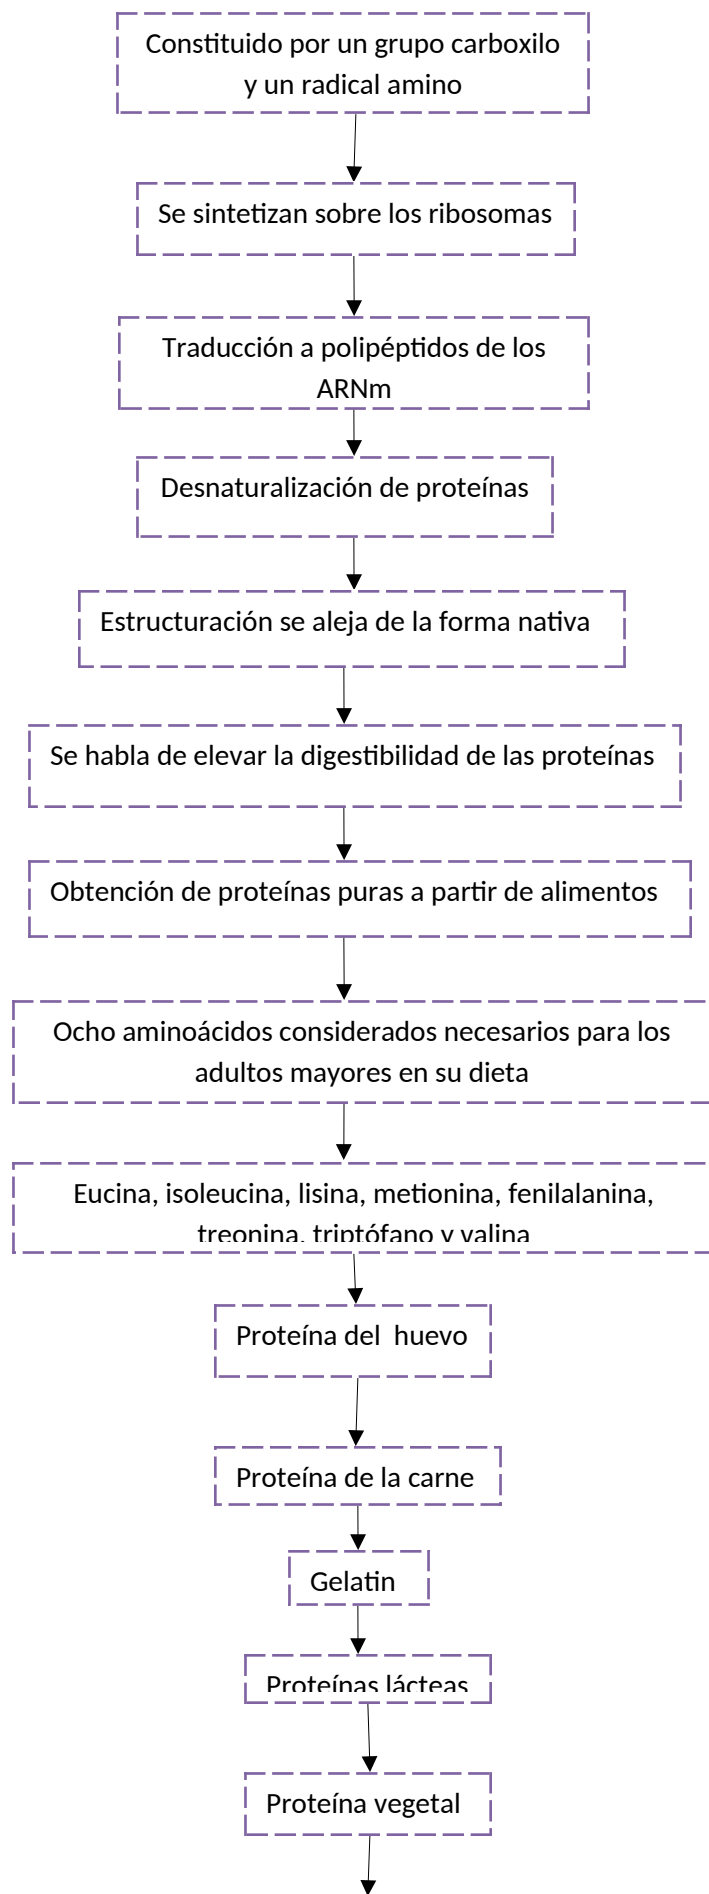 Constituido por un grupo carboxilo
y un radical amino
Se sintetizan sobre los ribosomas
Traducción a polipéptidos de los
ARNm
Desnaturalización de proteínas
Estructuración se aleja de la forma nativa
Se habla de elevar la digestibilidad de las proteínas
Obtención de proteínas puras a partir de alimentos
Ocho aminoácidos considerados necesarios para los
adultos mayores en su dieta
Eucina, isoleucina, lisina, metionina, fenilalanina,
treonina, triptófano y valina
Proteína del  huevo
Proteína de la carne
Gelatin
Proteínas lácteas
Proteína vegetal